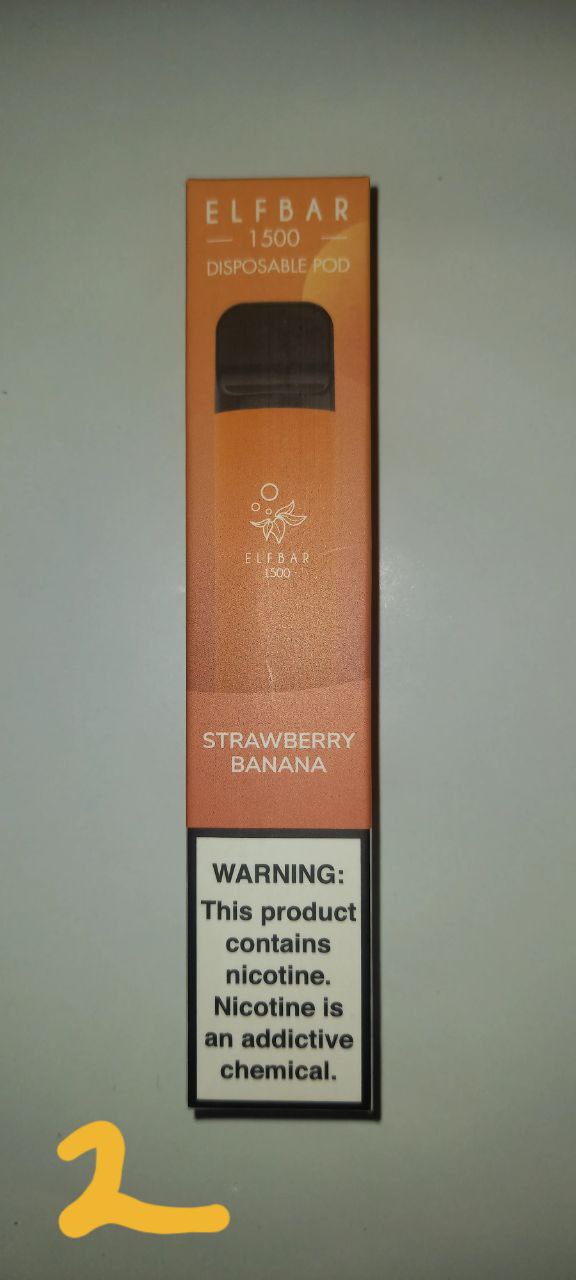 ELFBAR
1500
DISPOSABLE POD
ELFBAR
1500
STRAWBERRY
BANANA
WARNING:
This product
contains
nicotine.
Nicotine is
an addictive
chemical.
2